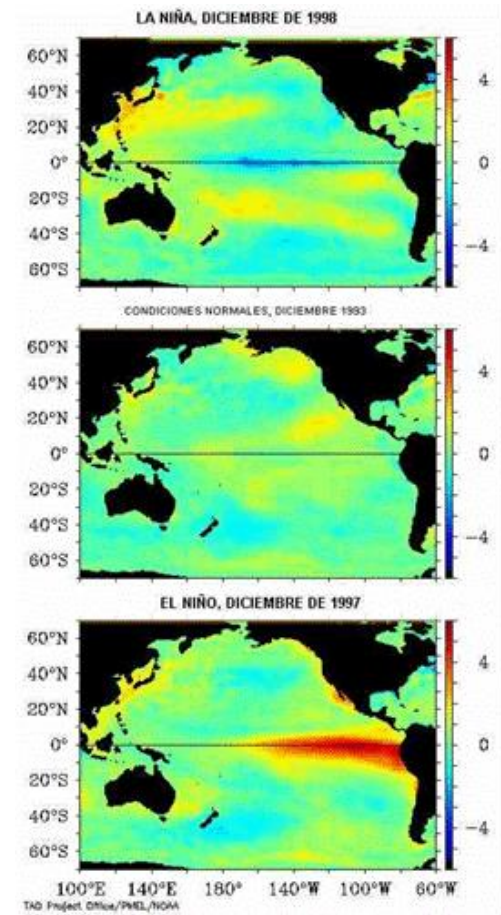 LA NIÑA, DICIEMBRE DE 1998
60°N
40°N
20°N
0°
20°S
40°S
60°S
4
0
-4
CONDICIONES NORMALES, DICIEMBRE 1993
60°N
40°N
20°N
0°
20°S
40°S
60°S
4
0
-4
EL NIÑO, DICIEMBRE DE 1997
60°N
40°N
20°N
0°
20°S
40°S
60°S
4
0
-4
100°E 140°E 180° 140°W 100°W 60°W
TAO Project Office/PMEL/NOAA